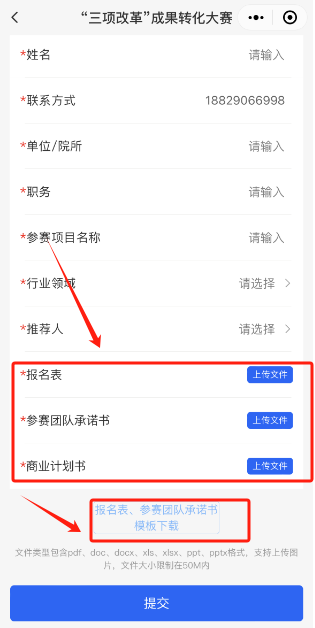 “三项改革”成果转化大赛
*姓名 请输入
*联系方式 18829066998
*单位/院所 请输入
*职务 请输入
*参赛项目名称 请输入
*行业领域 请选择
*推荐人 请选择
*报名表 上传文件
*参赛团队承诺书 上传文件
*商业计划书 上传文件
报名表、参赛团队承诺书
模板下载
文件类型包含pdf、doc、docx、xls、xlsx、ppt、pptx格式，支持上传图
片，文件大小限制在50M内
提交